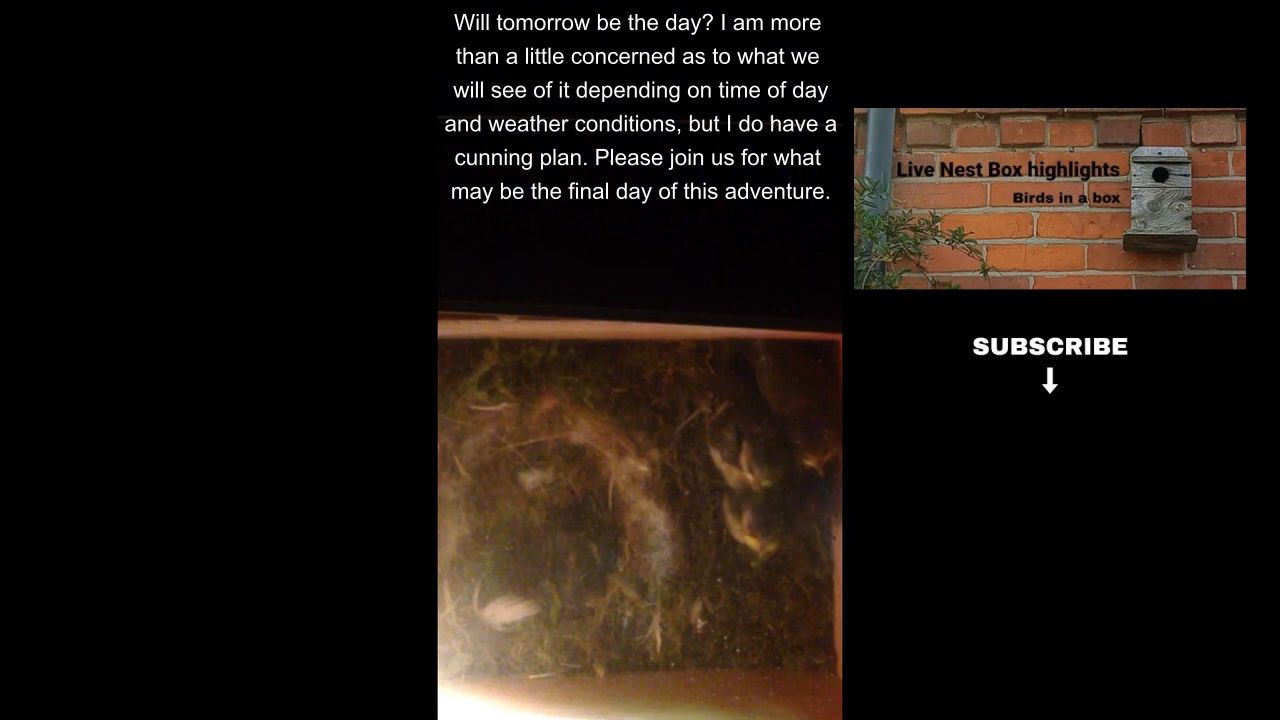 Will tomorrow be the day? I am more
than a little concerned as to what we
will see of it depending on time of day
and weather conditions, but I do have a
cunning plan. Please join us for what
may be the final day of this adventure.
Live Nest Box highlights
Birds in a box
SUBSCRIBE